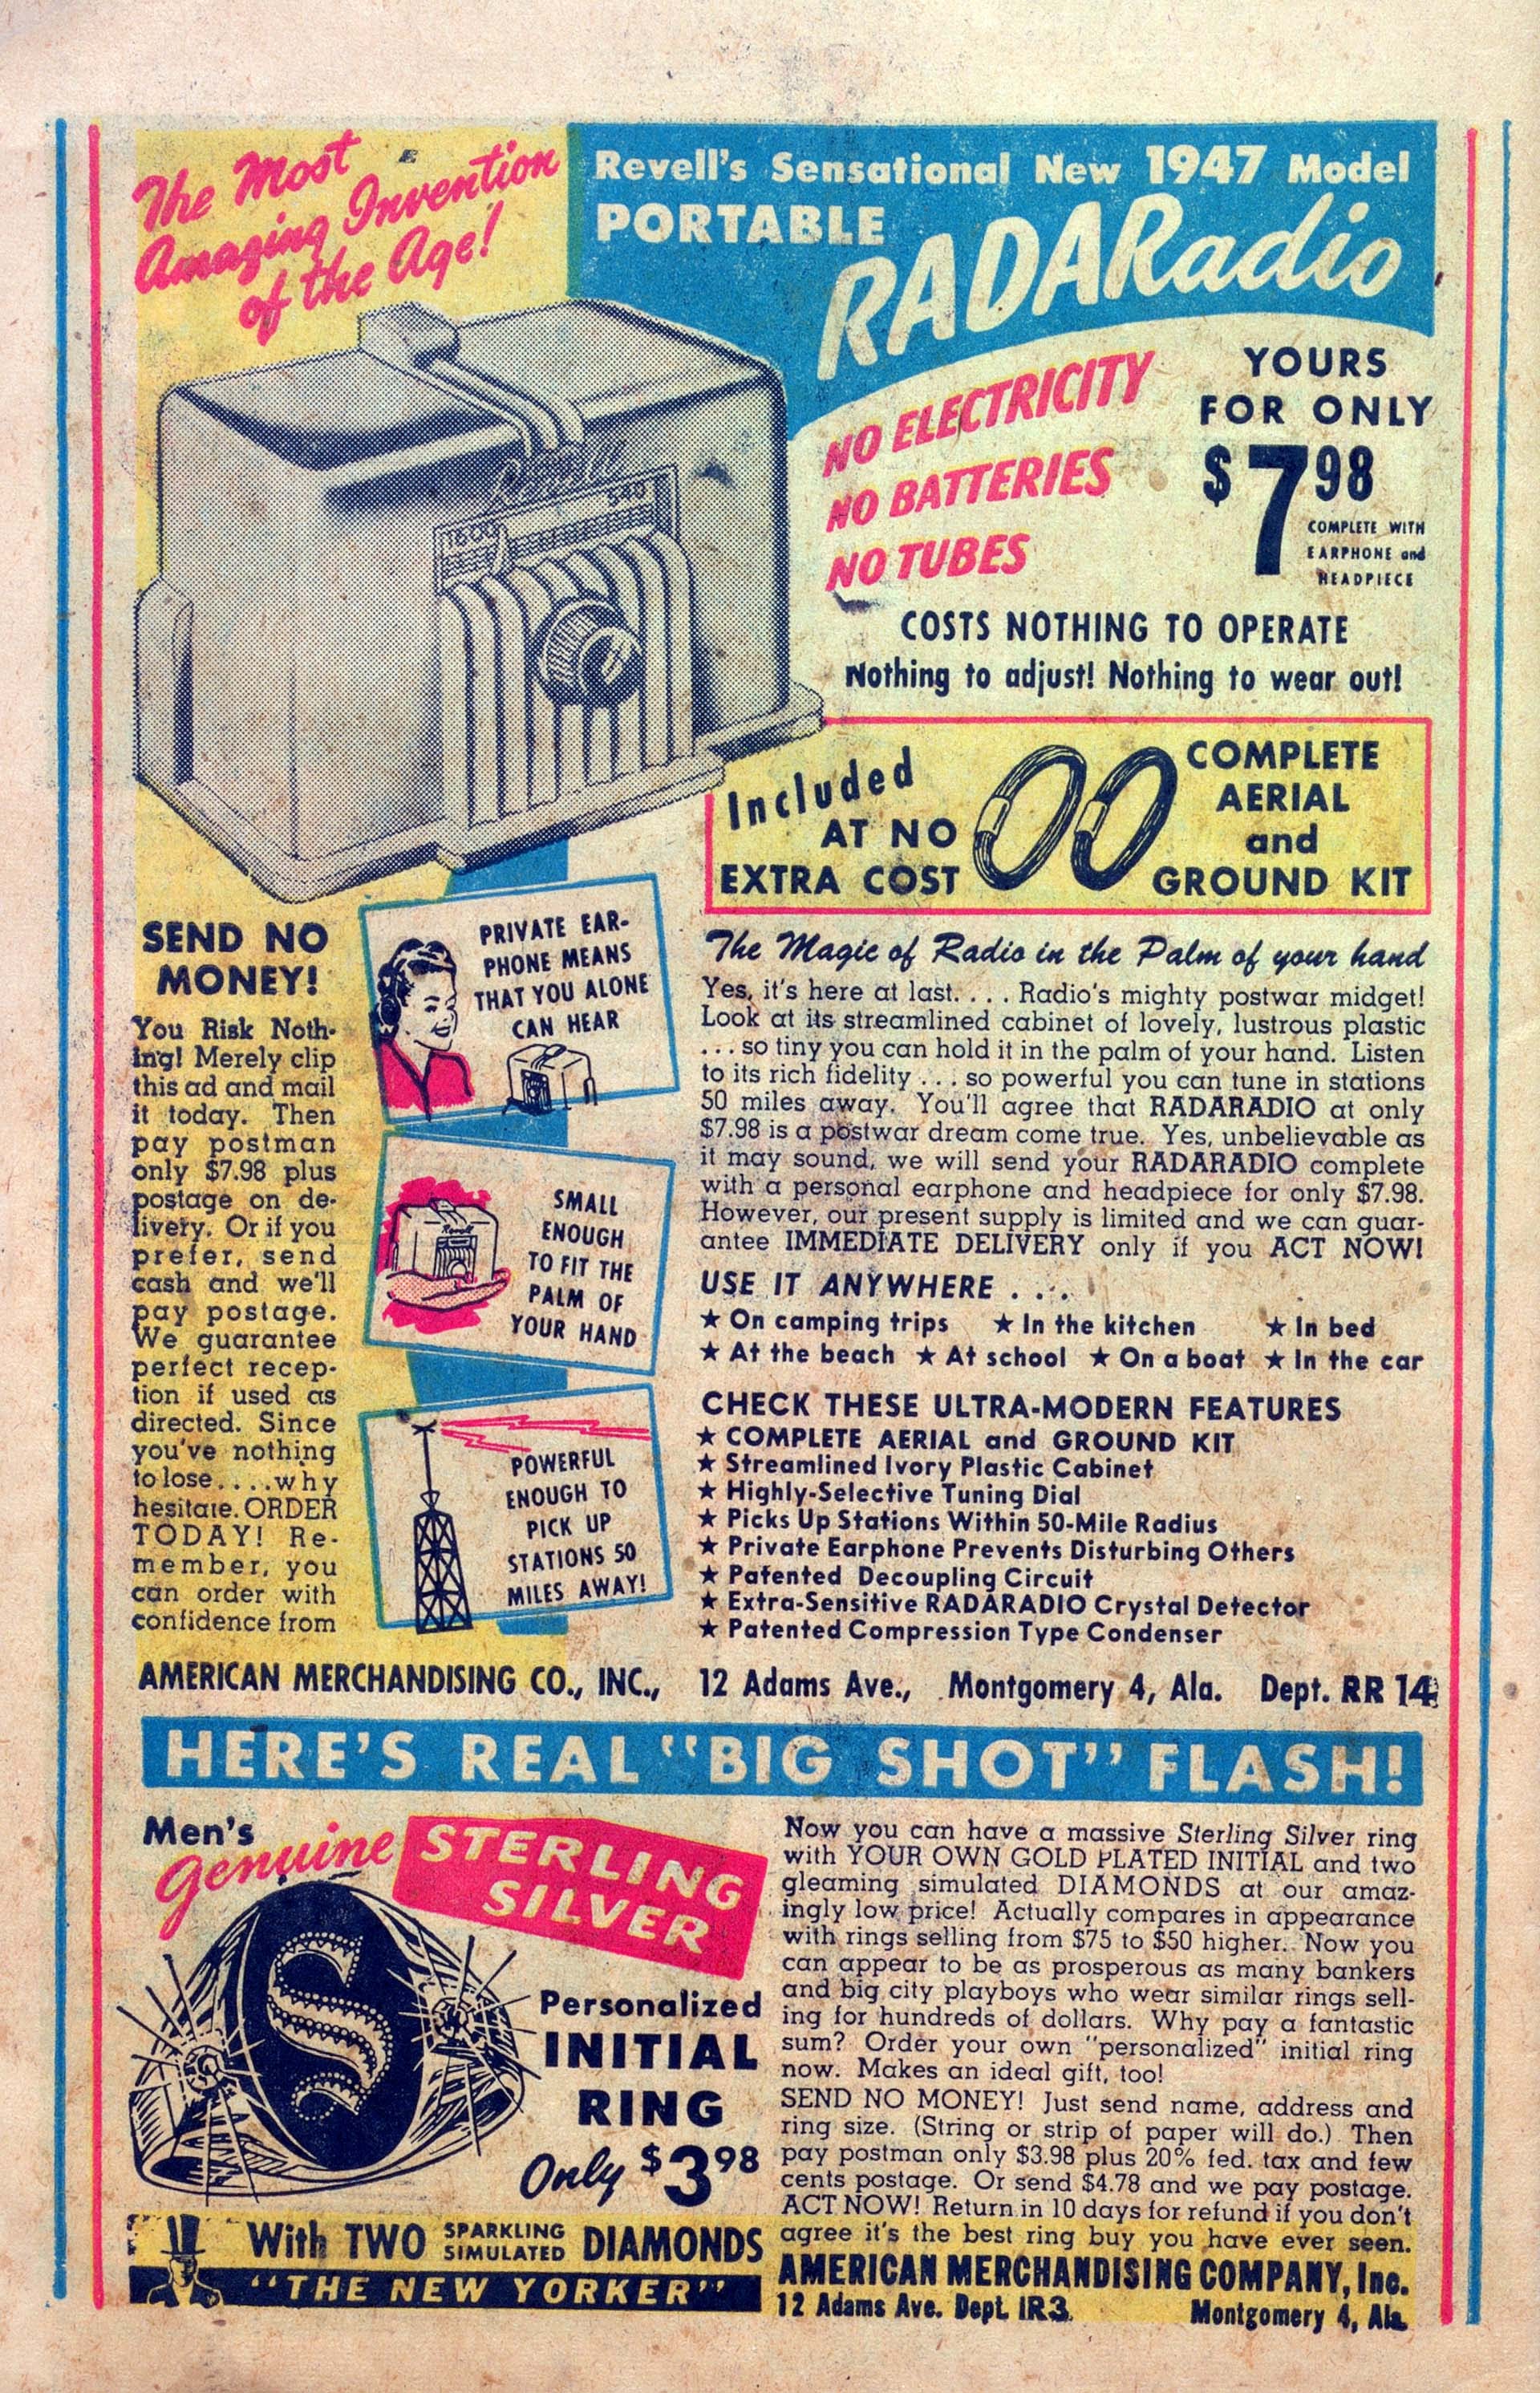 The Most
Amazing Invention
of the Age!
Revell's Sensational New 1947 Model
PORTABLE
RADARadio
NO ELECTRICITY
NO BATTERIES
NO TUBES
YOURS
FOR ONLY
$7 98
COMPLETE WITH
EARPHONE and
HEADPIECE
Revell
1600
540
COSTS NOTHING TO OPERATE
Nothing to adjust! Nothing to wear out!
Included
AT NO
EXTRA COST
COMPLETE
AERIAL
and
GROUND KIT
SEND NO
MONEY!
You Risk Noth-
ing! Merely clip
this ad and mail
it today. Then
pay postman
only $7.98 plus
postage on de-
livery. Or if you
prefer, send
cash and we'll
pay postage.
We guarantee
perfect recep-
tion if used as
directed. Since
you've nothing
to lose....why
hesitate. ORDER
TODAY! Re-
member, you
can order with
confidence from
PRIVATE EAR-
PHONE MEANS
THAT YOU ALONE
CAN HEAR
SMALL
ENOUGH
TO FIT THE
PALM OF
YOUR HAND
POWERFUL
ENOUGH TO
PICK UP
STATIONS 50
MILES AWAY!
The Magic of Radio in the Palm of your hand
Yes, it's here at last. . . . Radio's mighty postwar midget!
Look at its streamlined cabinet of lovely, lustrous plastic
. . . so tiny you can hold it in the palm of your hand. Listen
to its rich fidelity . . . so powerful you can tune in stations
50 miles away. You'll agree that RADARADIO at only
$7.98 is a postwar dream come true. Yes, unbelievable as
it may sound, we will send your RADARADIO complete
with a personal earphone and headpiece for only $7.98.
However, our present supply is limited and we can guar-
antee IMMEDIATE DELIVERY only if you ACT NOW!
USE IT ANYWHERE . . .
★ On camping trips ★ In the kitchen ★ In bed
★ At the beach ★ At school ★ On a boat ★ In the car
CHECK THESE ULTRA-MODERN FEATURES
★ COMPLETE AERIAL and GROUND KIT
★ Streamlined Ivory Plastic Cabinet
★ Highly-Selective Tuning Dial
★ Picks Up Stations Within 50-Mile Radius
★ Private Earphone Prevents Disturbing Others
★ Patented Decoupling Circuit
★ Extra-Sensitive RADARADIO Crystal Detector
★ Patented Compression Type Condenser
AMERICAN MERCHANDISING CO., INC., 12 Adams Ave., Montgomery 4, Ala. Dept. RR 14
HERE'S REAL "BIG SHOT" FLASH!
Men's
Genuine
STERLING
SILVER
S
Personalized
INITIAL
RING
Only $3 98
With TWO SPARKLING SIMULATED DIAMONDS
"THE NEW YORKER"
Now you can have a massive Sterling Silver ring
with YOUR OWN GOLD PLATED INITIAL and two
gleaming simulated DIAMONDS at our amaz-
ingly low price! Actually compares in appearance
with rings selling from $75 to $50 higher. Now you
can appear to be as prosperous as many bankers
and big city playboys who wear similar rings sell-
ing for hundreds of dollars. Why pay a fantastic
sum? Order your own "personalized" initial ring
now. Makes an ideal gift, too!
SEND NO MONEY! Just send name, address and
ring size. (String or strip of paper will do.) Then
pay postman only $3.98 plus 20% fed. tax and few
cents postage. Or send $4.78 and we pay postage.
ACT NOW! Return in 10 days for refund if you don't
agree it's the best ring buy you have ever seen.
AMERICAN MERCHANDISING COMPANY, Inc.
12 Adams Ave. Dept. IR3 Montgomery 4, Ala.